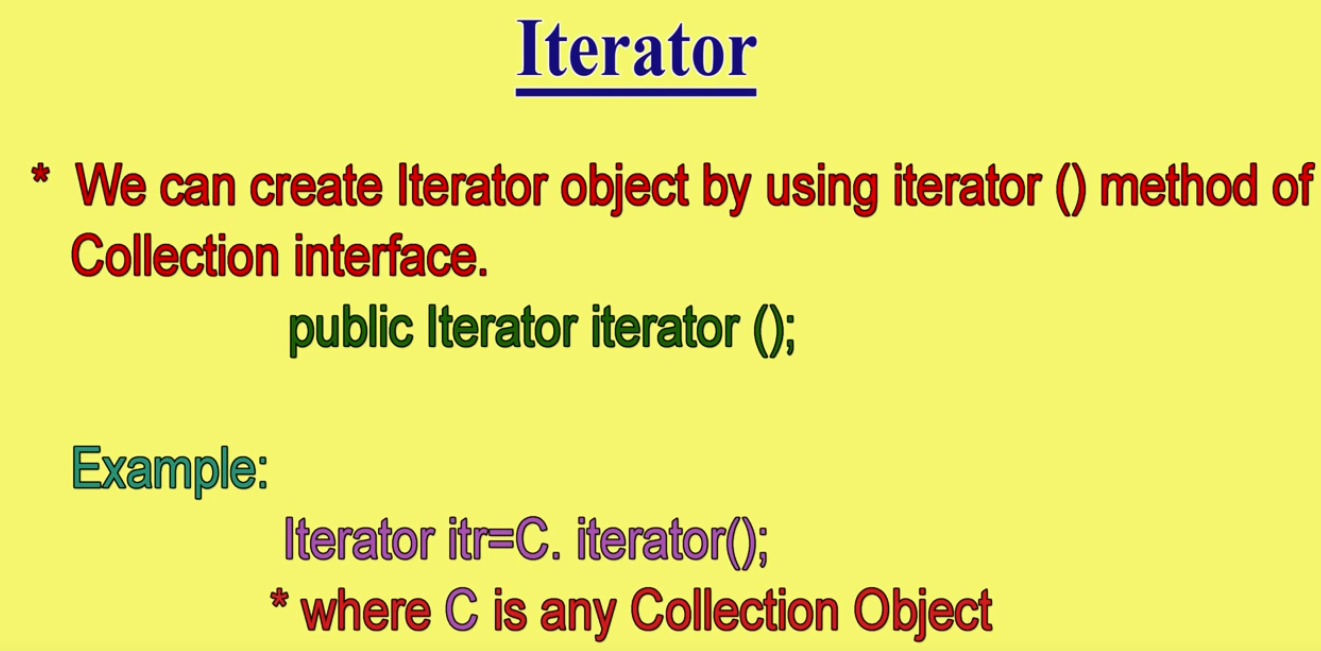 Iterator
* We can create Iterator object by using iterator () method of
Collection interface.
public Iterator iterator ();
Example:
Iterator itr=C. iterator();
* where C is any Collection Object